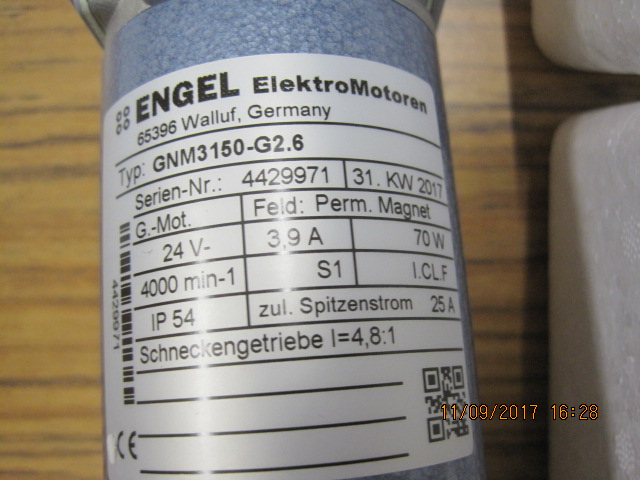 ENGEL ElektroMotoren
65396 Walluf, Germany
Typ: GNM3150-G2.6
Serien-Nr.: 4429971 31. KW 2017
G.-Mot. Feld: Perm. Magnet
24 V- 3,9 A 70 W
4000 min-1 S1 I.CL.F
IP 54 zul. Spitzenstrom 25 A
Schneckengetriebe I=4,8:1
4429971
CE
11/09/2017 16:28